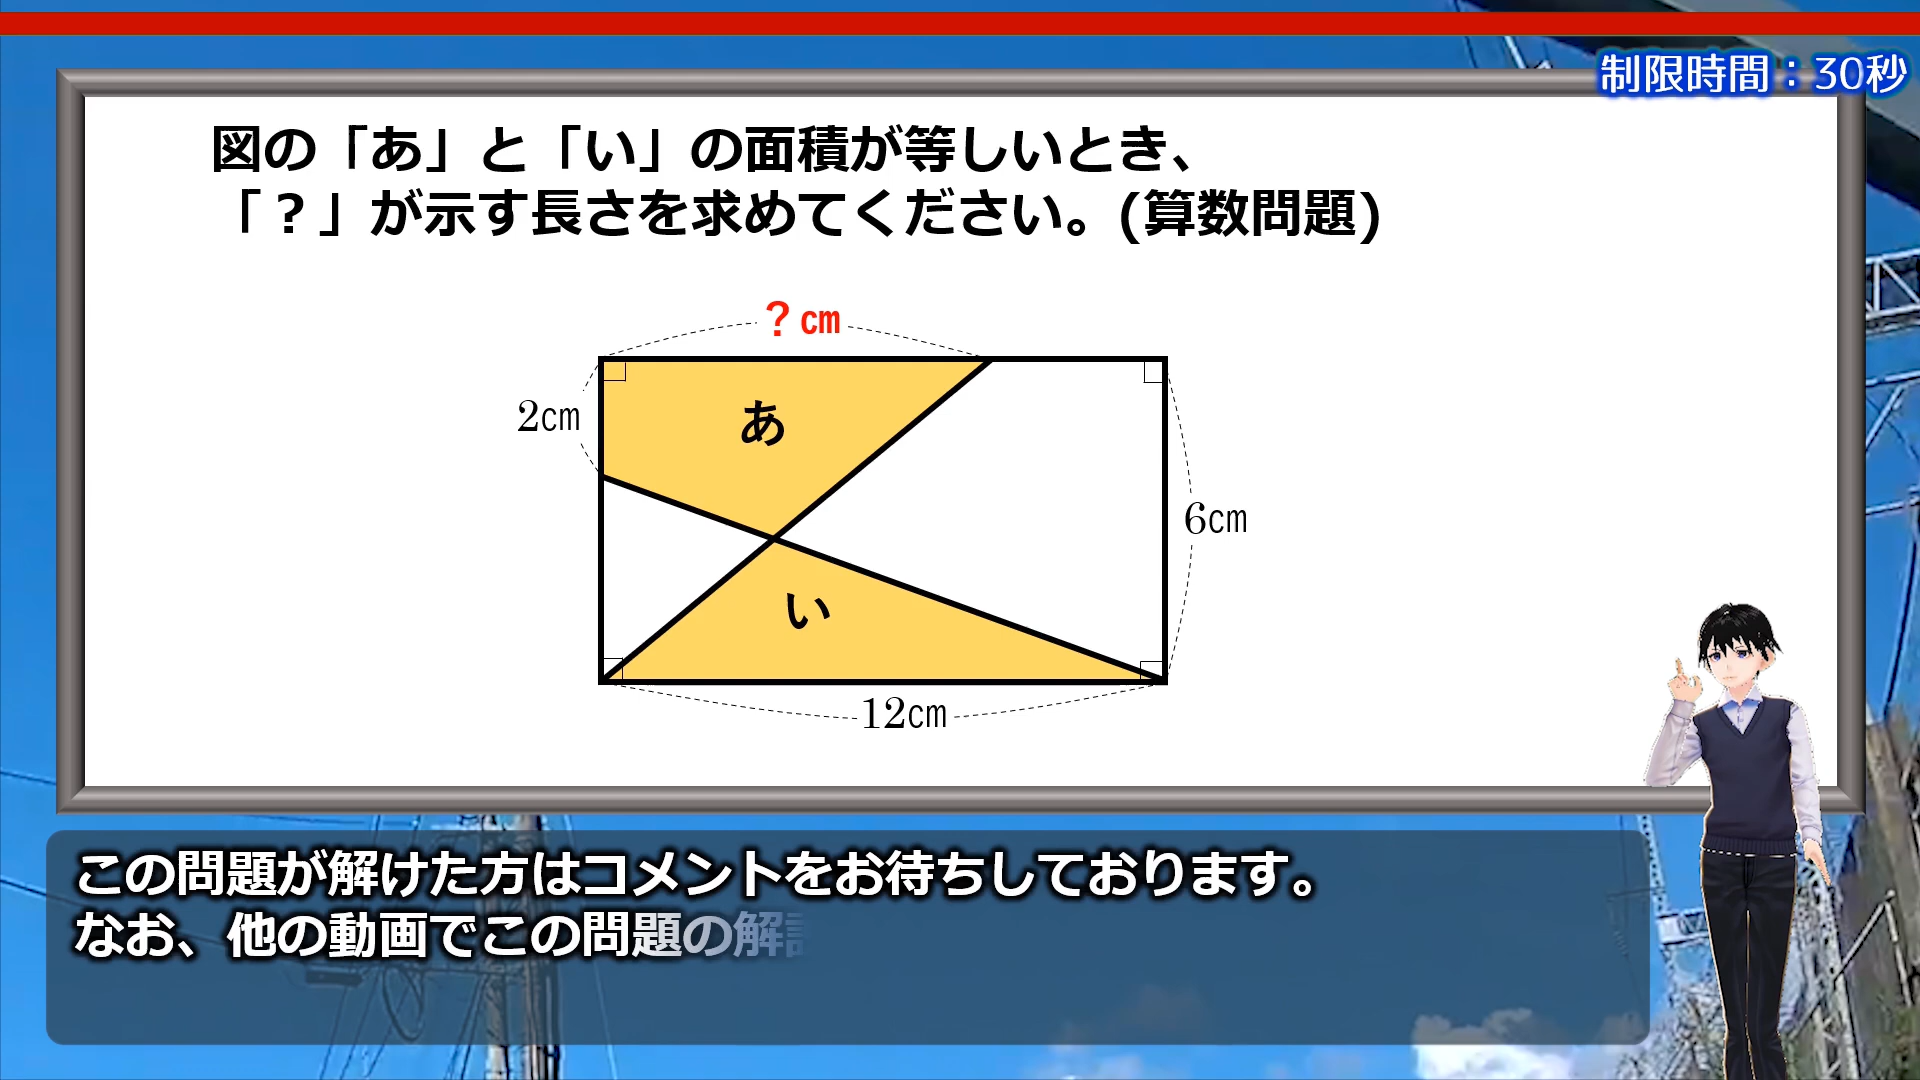 制限時間：30秒
図の「あ」と「い」の面積が等しいとき、
「？」が示す長さを求めてください。(算数問題)
？㎝
あ
2㎝
6㎝
い
12㎝
この問題が解けた方はコメントをお待ちしております。
なお、他の動画でこの問題の解